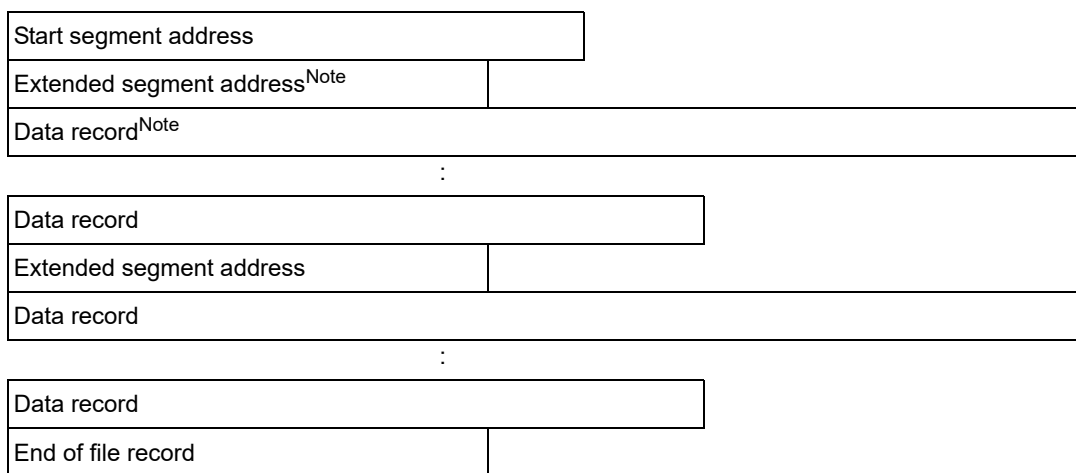 Start segment address
Extended segment addressNote
Data recordNote
:
Data record
Extended segment address
Data record
:
Data record
End of file record